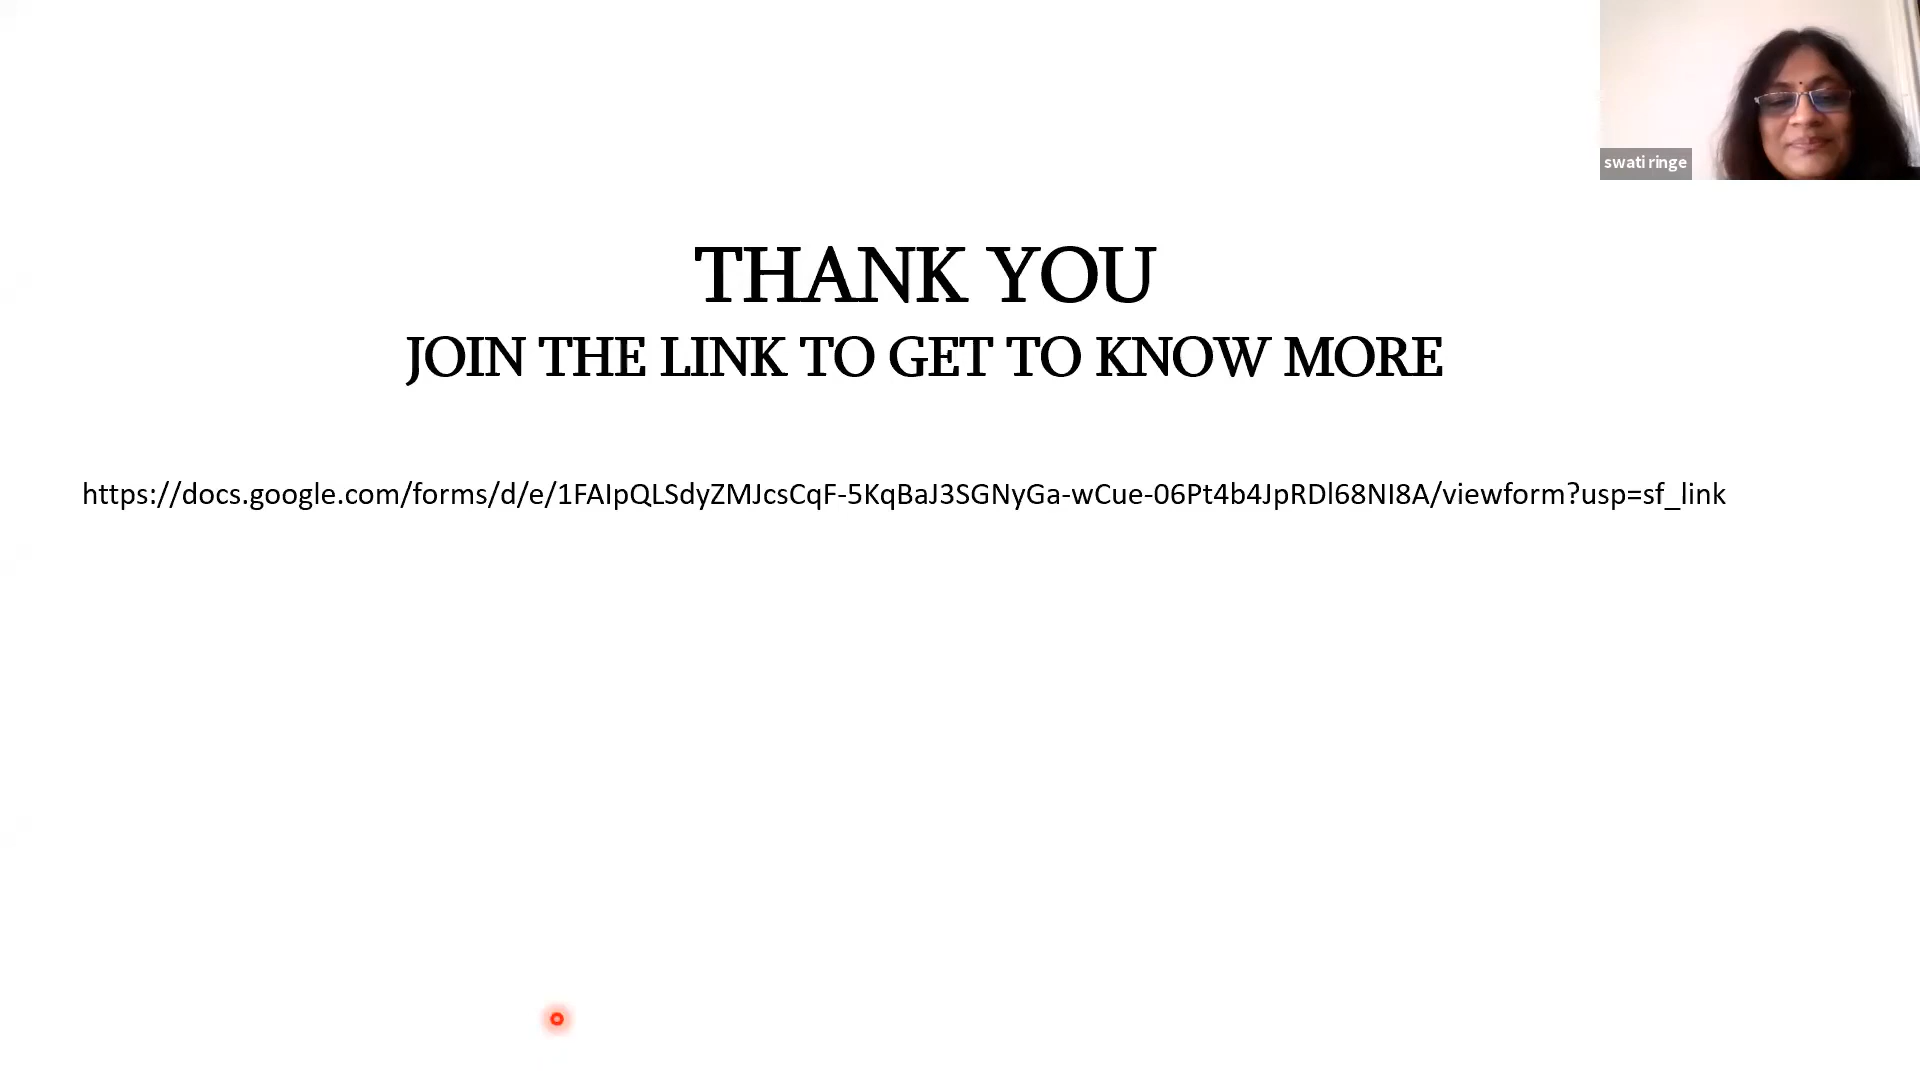 swati ringe
THANK YOU
JOIN THE LINK TO GET TO KNOW MORE
https://docs.google.com/forms/d/e/1FAIpQLSdyZMJcsCqF-5KqBaJ3SGNyGa-wCue-06Pt4b4JpRDl68NI8A/viewform?usp=sf_link